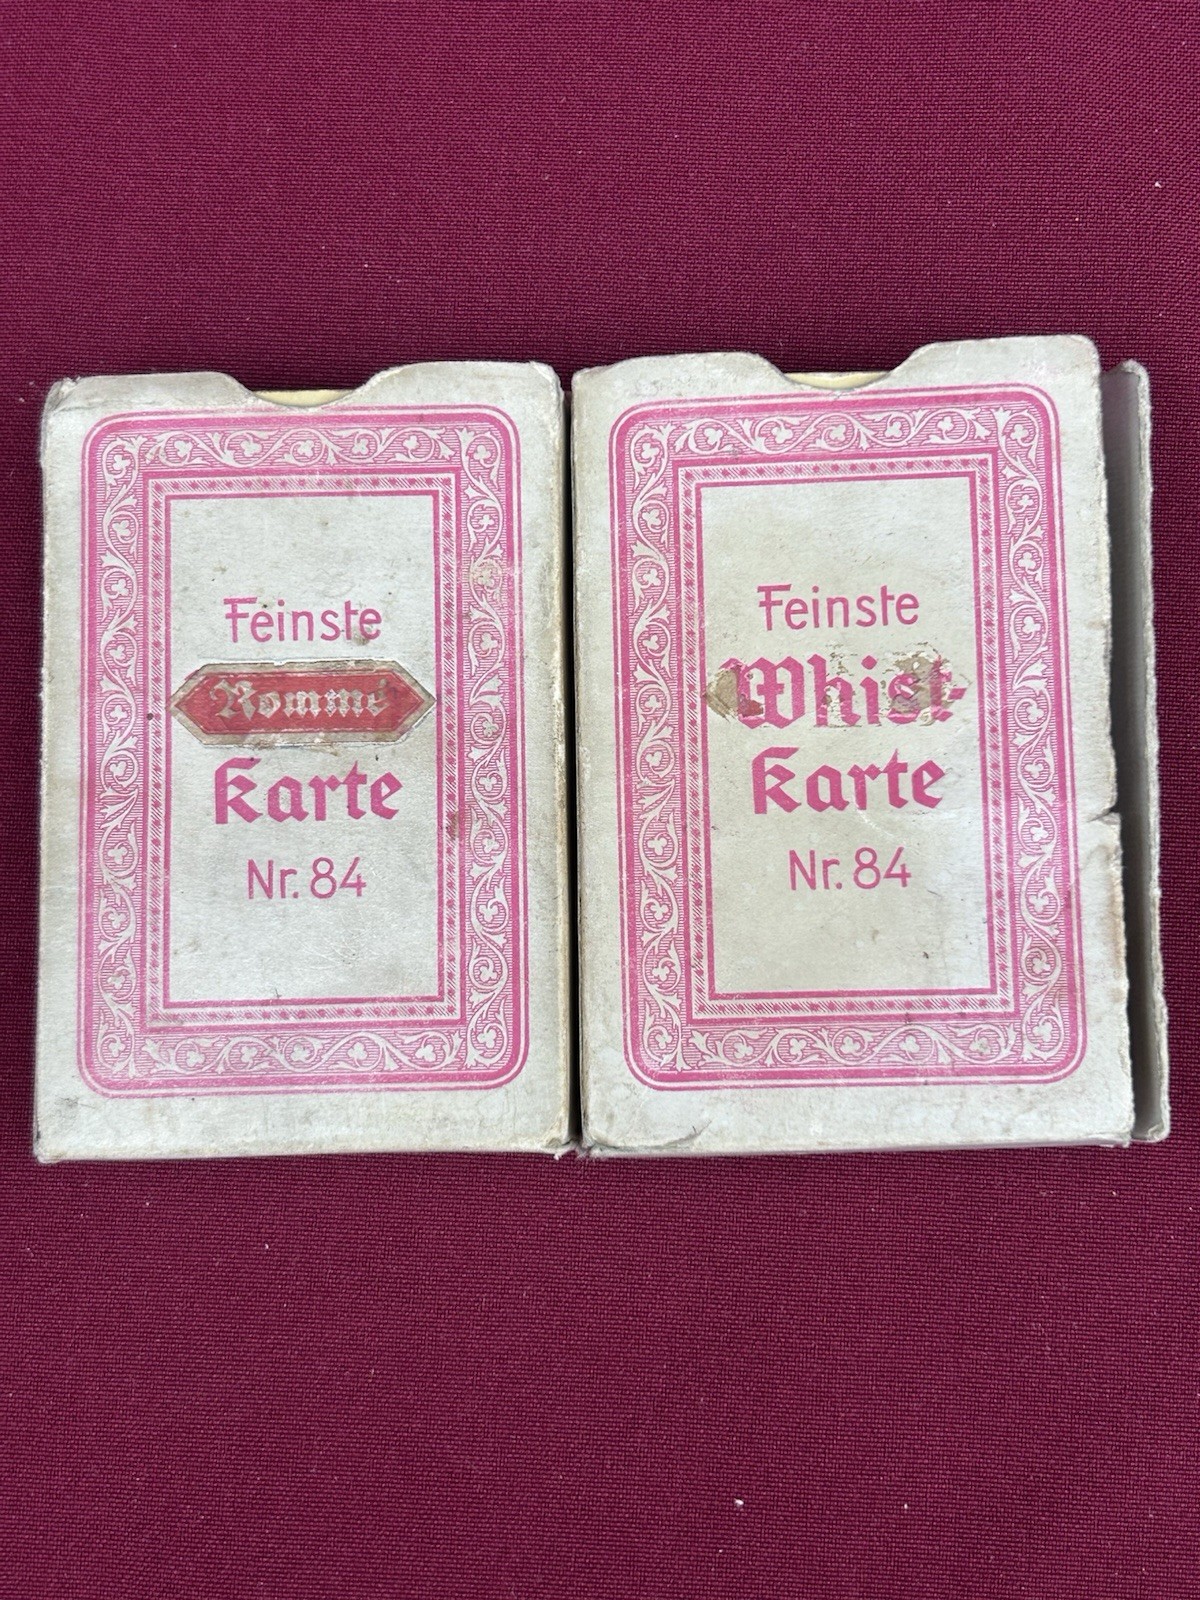 Feinste
Rommé
Karte
Nr. 84
Feinste
Whist-
Karte
Nr. 84